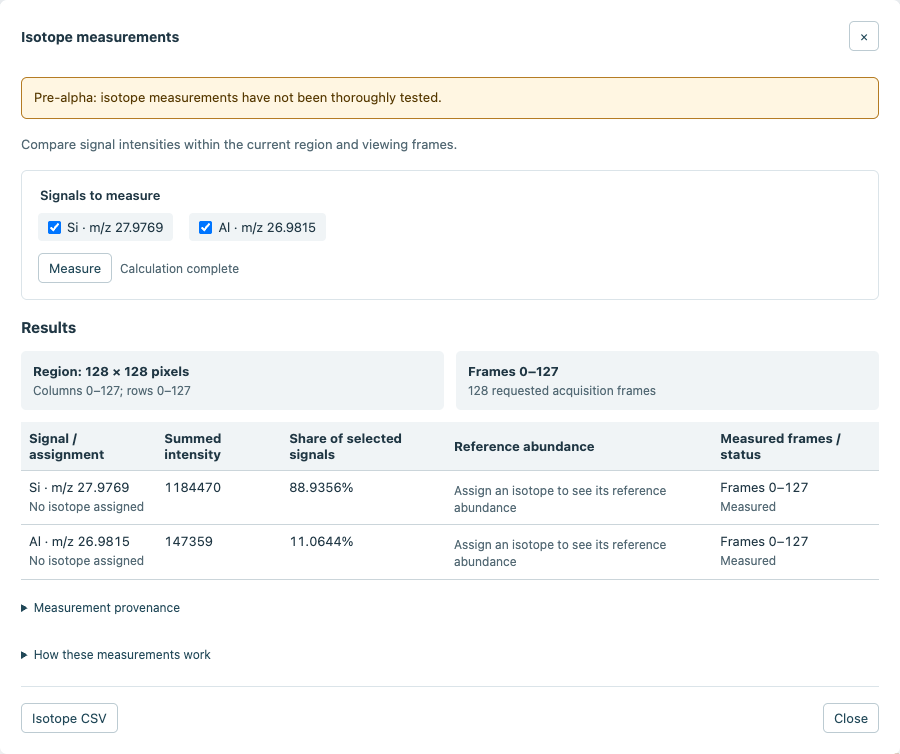 Isotope measurements
×
Pre-alpha: isotope measurements have not been thoroughly tested.
Compare signal intensities within the current region and viewing frames.
Signals to measure
Si · m/z 27.9769
Al · m/z 26.9815
Measure
Calculation complete
Results
Region: 128 × 128 pixels
Columns 0–127; rows 0–127
Frames 0–127
128 requested acquisition frames
Signal /
assignment
Summed
intensity
Share of selected
signals
Reference abundance
Measured frames /
status
Si · m/z 27.9769
No isotope assigned
1184470
88.9356%
Assign an isotope to see its reference
abundance
Frames 0–127
Measured
Al · m/z 26.9815
No isotope assigned
147359
11.0644%
Assign an isotope to see its reference
abundance
Frames 0–127
Measured
Measurement provenance
How these measurements work
Isotope CSV
Close